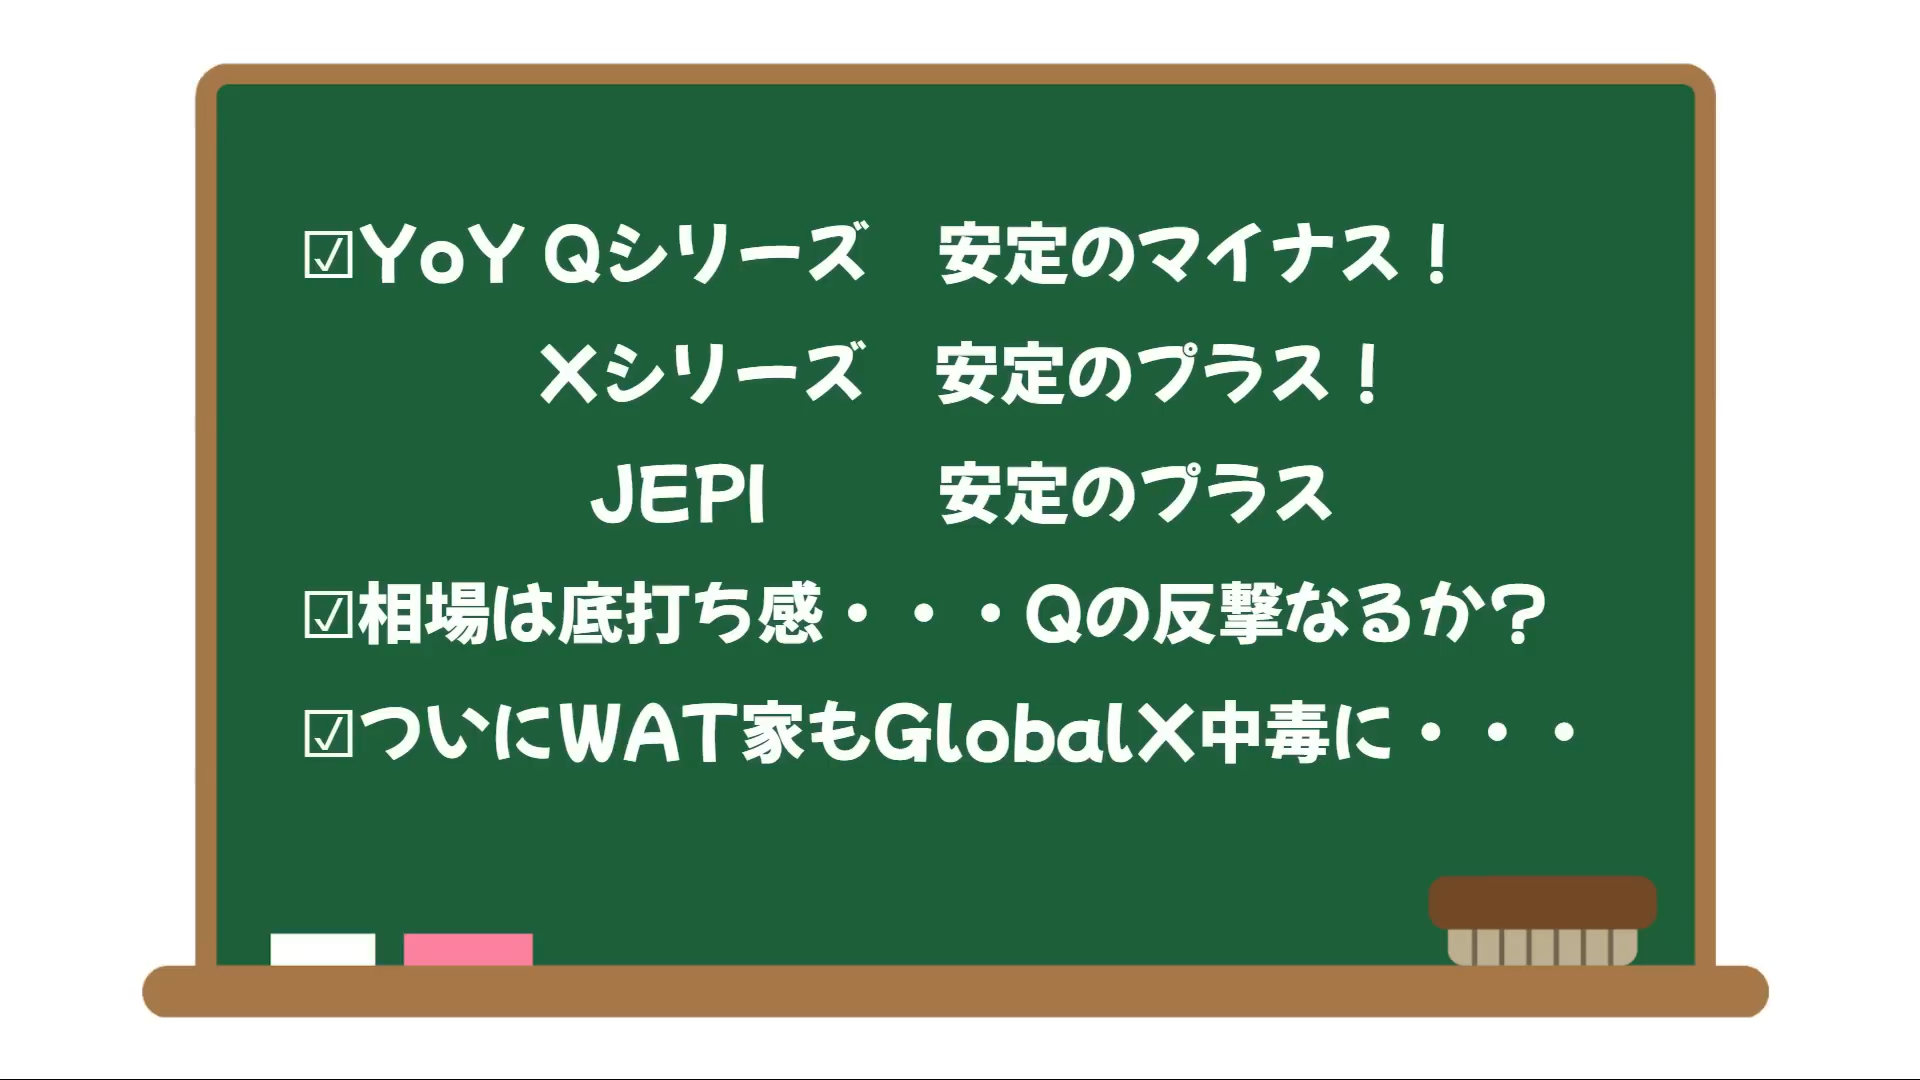 ☑YoY Qシリーズ　安定のマイナス！
Xシリーズ　安定のプラス！
JEPI　安定のプラス
☑相場は底打ち感・・・Qの反撃なるか？
☑ついにWAT家もGlobalX中毒に・・・